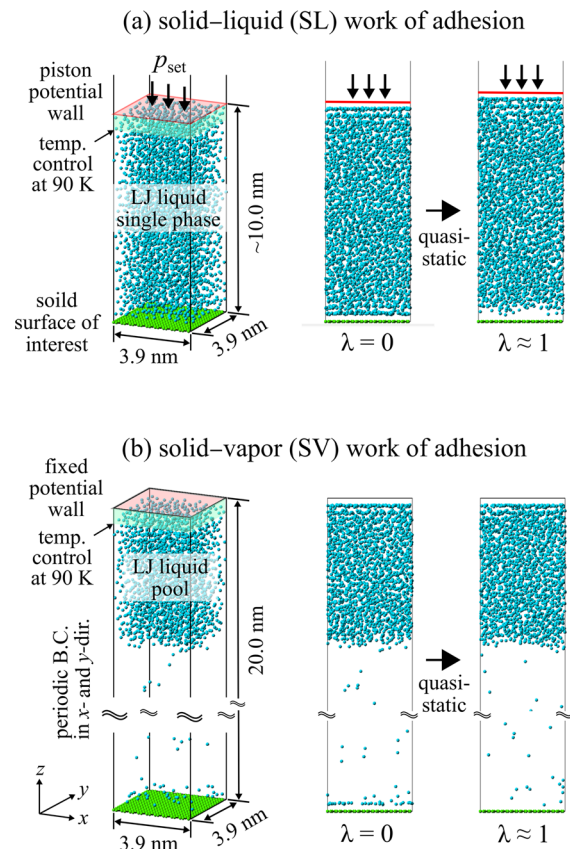 (a) solid–liquid (SL) work of adhesion
piston
potential
wall
p_set
temp.
control
at 90 K
LJ liquid
single phase
~10.0 nm
soild
surface of
interest
3.9 nm
3.9 nm
quasi-
static
λ = 0
λ ≈ 1
(b) solid–vapor (SV) work of adhesion
fixed
potential
wall
temp.
control
at 90 K
LJ liquid
pool
periodic B.C.
in x- and y-dir.
20.0 nm
z
y
x
3.9 nm
3.9 nm
quasi-
static
λ = 0
λ ≈ 1